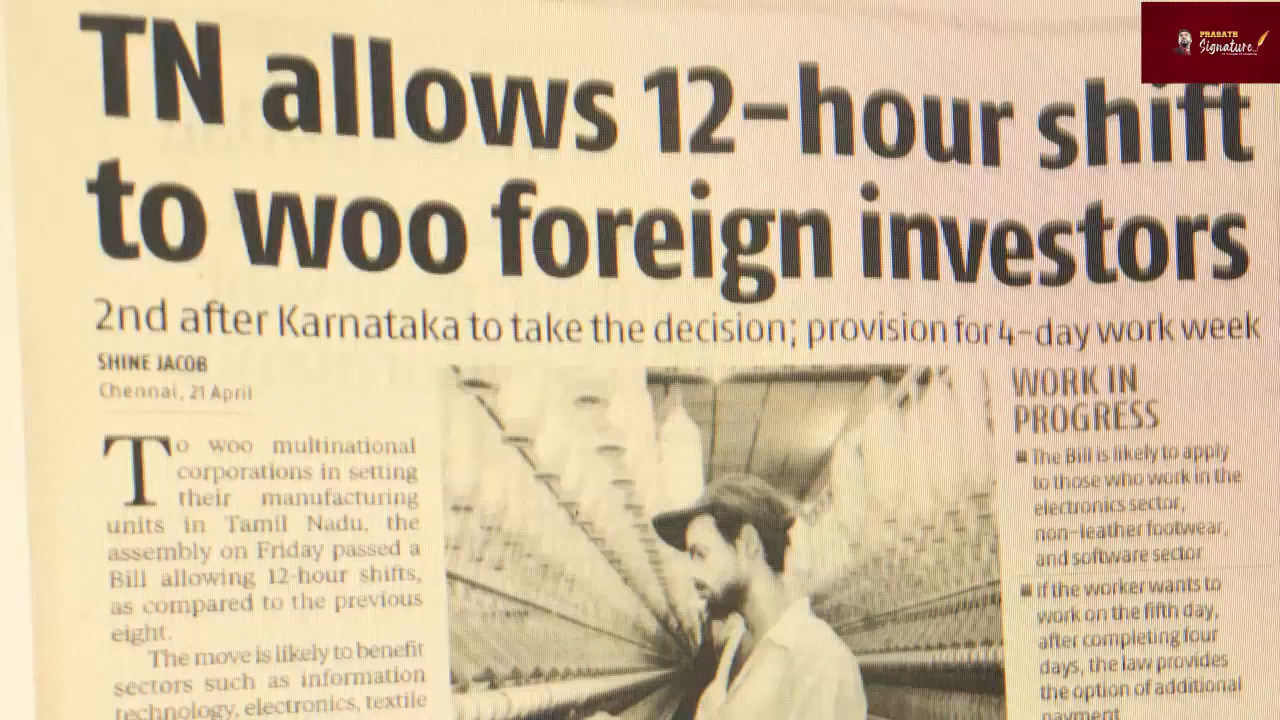 PRASATH
Signature
TN allows 12-hour shift
to woo foreign investors
2nd after Karnataka to take the decision; provision for 4-day work week
SHINE JACOB
Chennai, 21 April
To woo multinational
corporations in setting
their manufacturing
units in Tamil Nadu, the
assembly on Friday passed a
Bill allowing 12-hour shifts,
as compared to the previous
eight.
The move is likely to benefit
sectors such as information
technology, electronics, textile
WORK IN
PROGRESS
The Bill is likely to apply
to those who work in the
electronics sector,
non-leather footwear,
and software sector
If the worker wants to
work on the fifth day,
after completing four
days, the law provides
the option of additional
payment